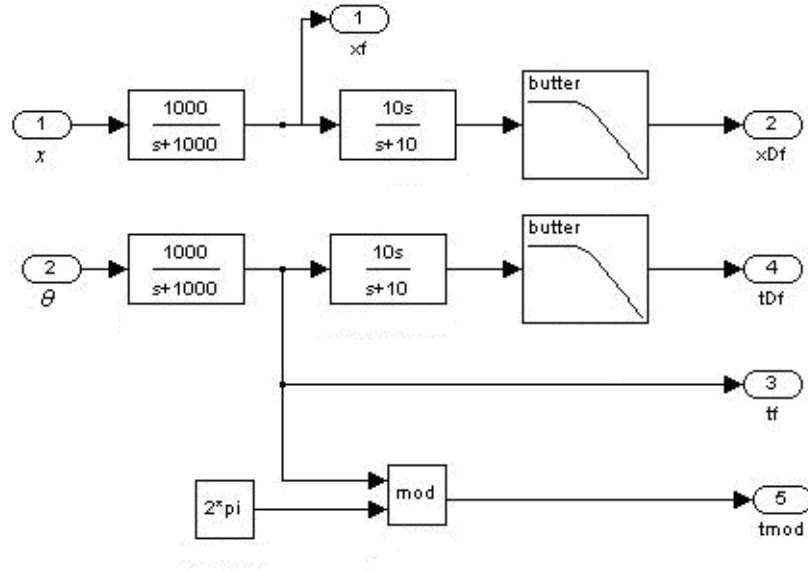 1
xf
1
x
1000
s+1000
10s
s+10
butter
2
xDf
2
θ
1000
s+1000
10s
s+10
butter
4
tDf
3
tf
2*pi
mod
5
tmod